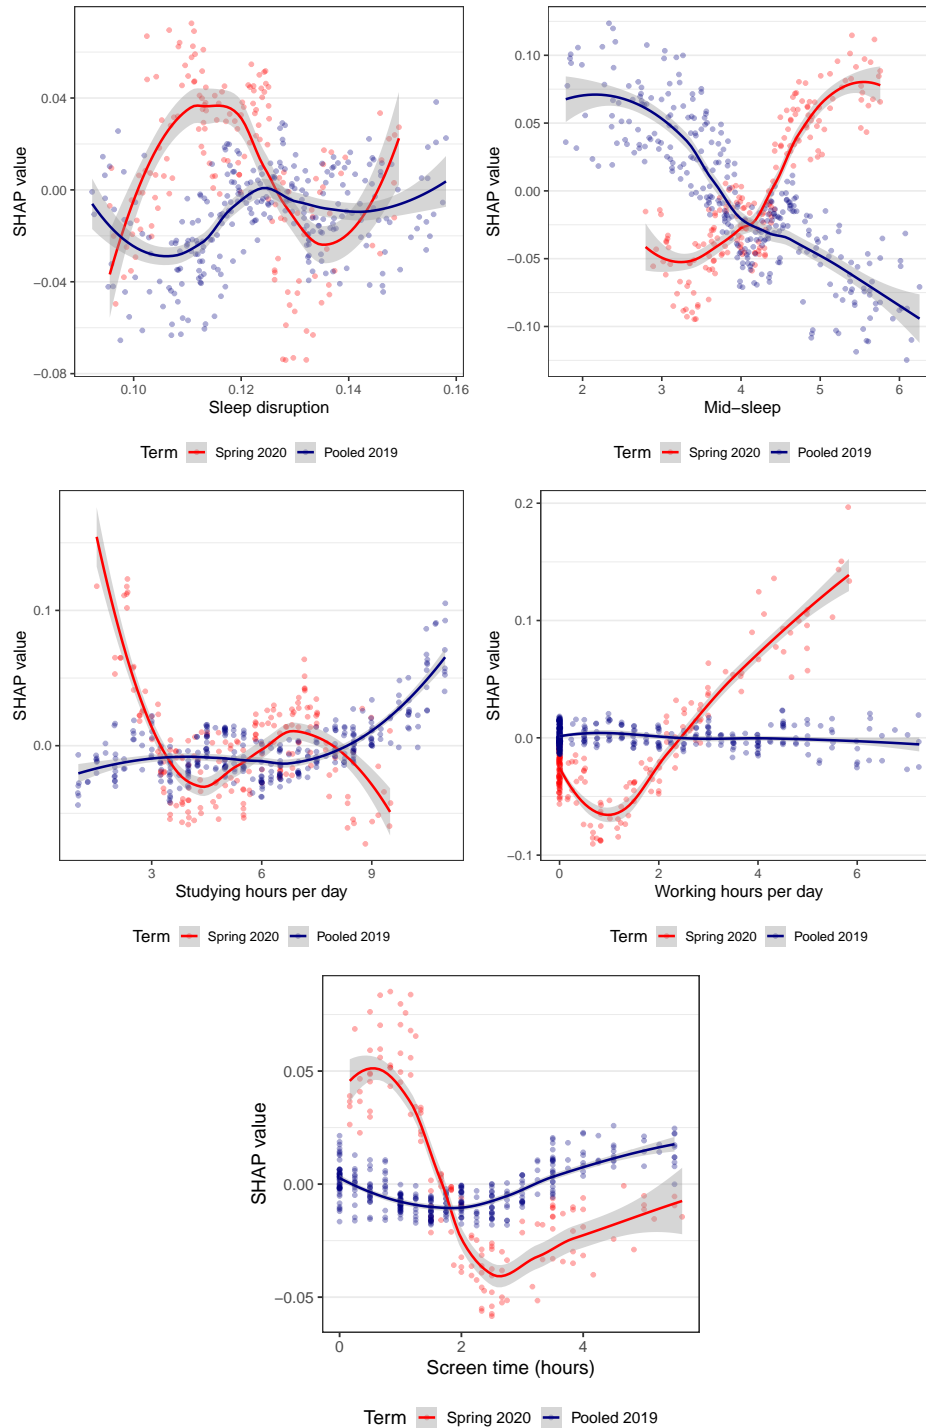 SHAP value
0.04
0.00
−0.04
−0.08
0.10
0.12
0.14
0.16
Sleep disruption
Term Spring 2020 Pooled 2019
SHAP value
0.10
0.05
0.00
−0.05
−0.10
2
3
4
5
6
Mid−sleep
Term Spring 2020 Pooled 2019
SHAP value
0.1
0.0
3
6
9
Studying hours per day
Term Spring 2020 Pooled 2019
SHAP value
0.2
0.1
0.0
−0.1
0
2
4
6
Working hours per day
Term Spring 2020 Pooled 2019
SHAP value
0.05
0.00
−0.05
0
2
4
Screen time (hours)
Term Spring 2020 Pooled 2019